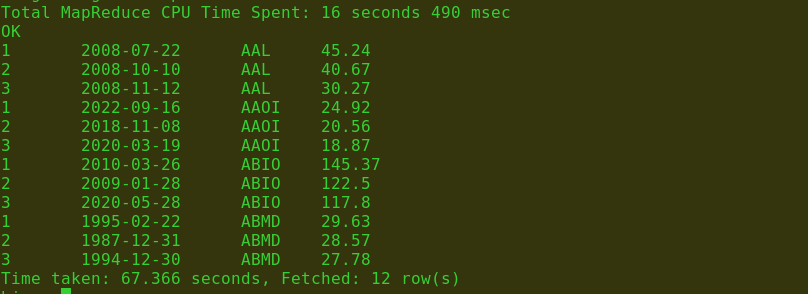 Total MapReduce CPU Time Spent: 16 seconds 490 msec
OK
1 2008-07-22 AAL 45.24
2 2008-10-10 AAL 40.67
3 2008-11-12 AAL 30.27
1 2022-09-16 AAOI 24.92
2 2018-11-08 AAOI 20.56
3 2020-03-19 AAOI 18.87
1 2010-03-26 ABIO 145.37
2 2009-01-28 ABIO 122.5
3 2020-05-28 ABIO 117.8
1 1995-02-22 ABMD 29.63
2 1987-12-31 ABMD 28.57
3 1994-12-30 ABMD 27.78
Time taken: 67.366 seconds, Fetched: 12 row(s)